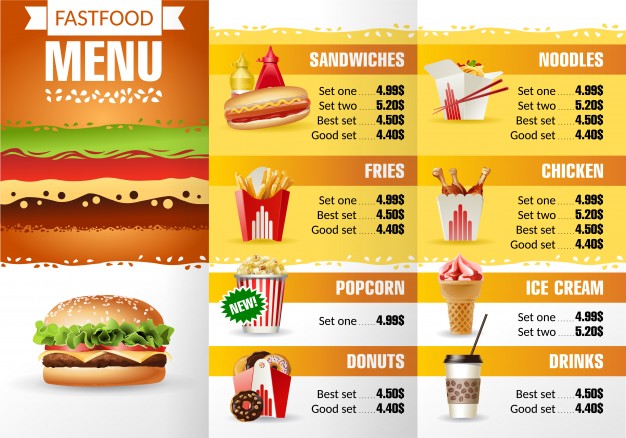 FASTFOOD
MENU
SANDWICHES
Set one ..... 4.99$
Set two ..... 5.20$
Best set ..... 4.50$
Good set ..... 4.40$
FRIES
Set one ..... 4.99$
Best set ..... 4.50$
Good set ..... 4.40$
POPCORN
NEW!
Set one ..... 4.99$
DONUTS
Best set ..... 4.50$
Good set ..... 4.40$
NOODLES
Set one ..... 4.99$
Set two ..... 5.20$
Best set ..... 4.50$
Good set ..... 4.40$
CHICKEN
Set one ..... 4.99$
Set two ..... 5.20$
Best set ..... 4.50$
Good set ..... 4.40$
ICE CREAM
Set one ..... 4.99$
Set two ..... 5.20$
DRINKS
Best set ..... 4.50$
Good set ..... 4.40$